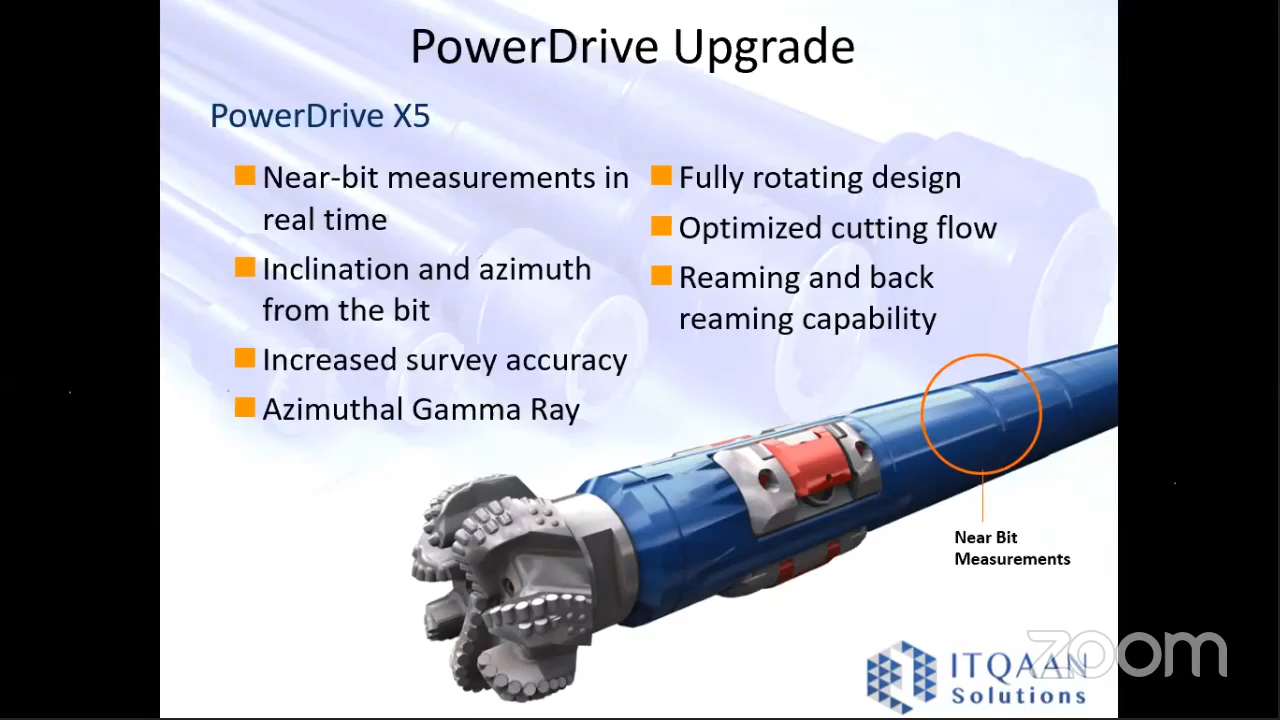 PowerDrive Upgrade
PowerDrive X5
Near-bit measurements in
real time
Inclination and azimuth
from the bit
Increased survey accuracy
Azimuthal Gamma Ray
Fully rotating design
Optimized cutting flow
Reaming and back
reaming capability
Near Bit
Measurements
ITQAAN
Solutions
zoom